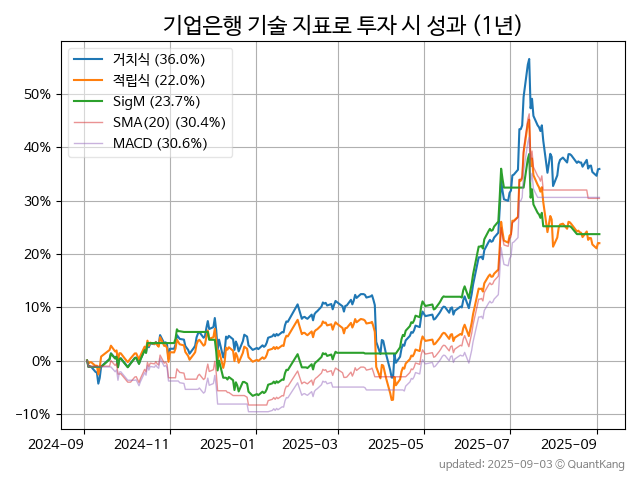 기업은행 기술 지표로 투자 시 성과 (1년)
거치식 (36.0%)
적립식 (22.0%)
SigM (23.7%)
SMA(20) (30.4%)
MACD (30.6%)
50%
40%
30%
20%
10%
0%
−10%
2024-09 2024-11 2025-01 2025-03 2025-05 2025-07 2025-09
updated: 2025-09-03 © QuantKang